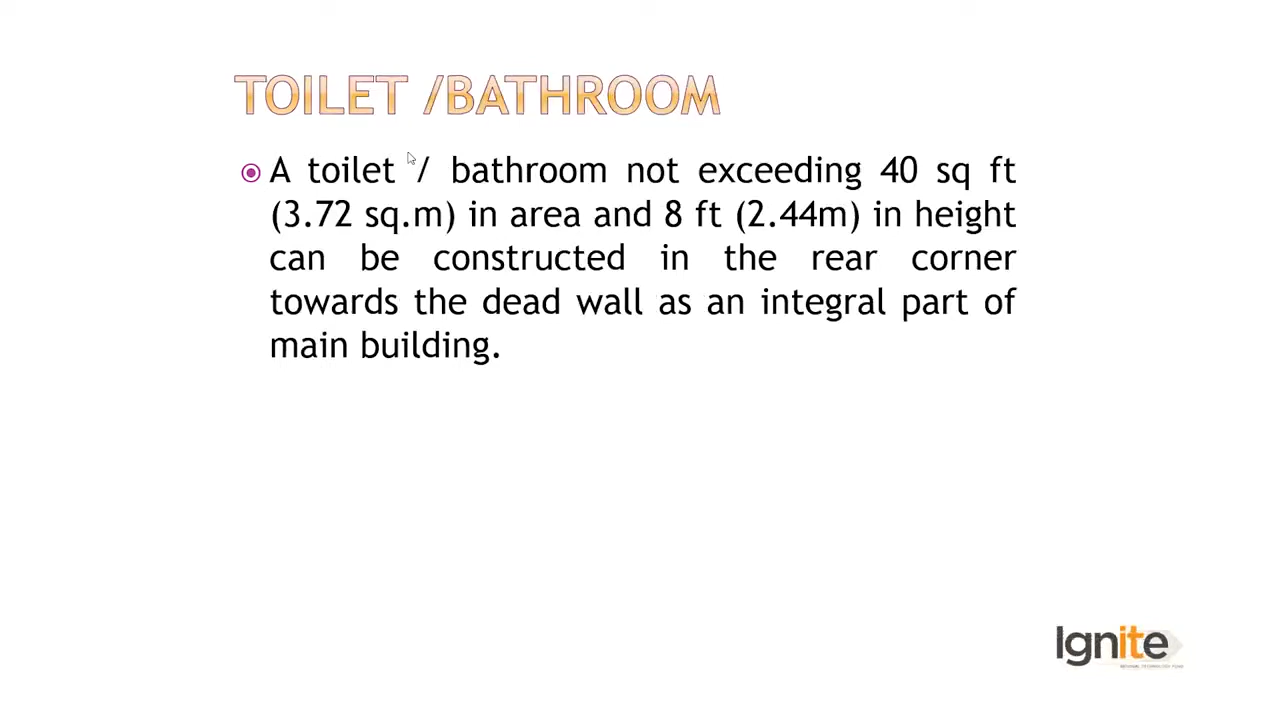 TOILET /BATHROOM
A toilet / bathroom not exceeding 40 sq ft
(3.72 sq.m) in area and 8 ft (2.44m) in height
can be constructed in the rear corner
towards the dead wall as an integral part of
main building.
Ignite